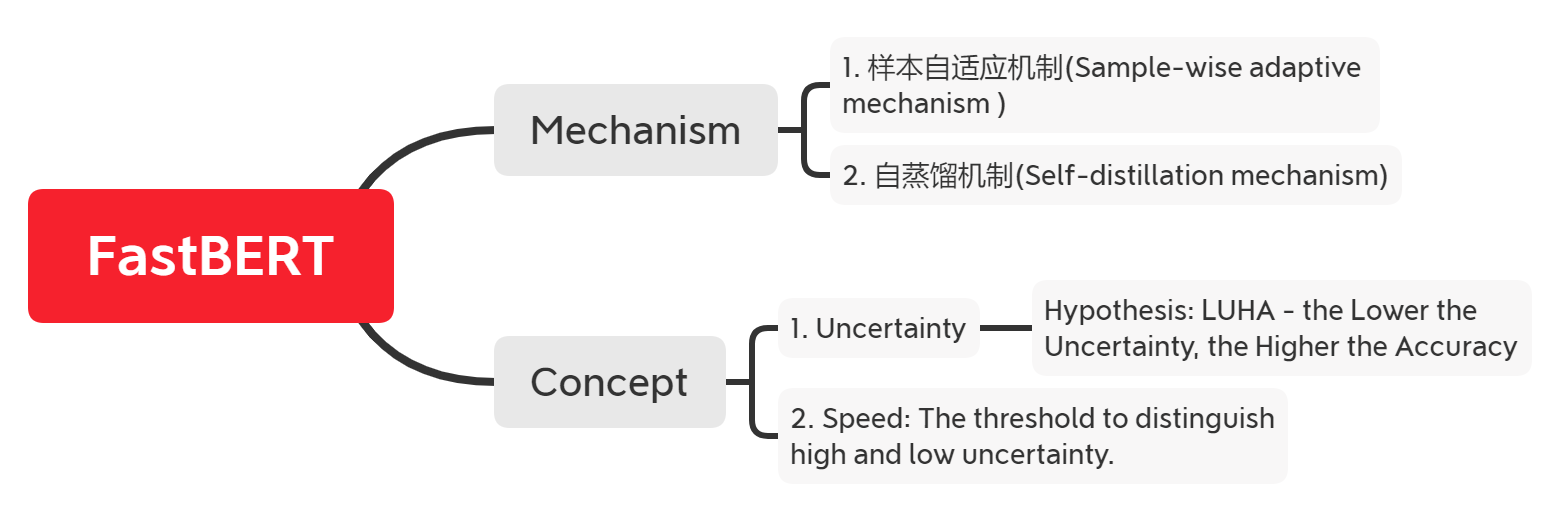 FastBERT
Mechanism
1. 样本自适应机制(Sample-wise adaptive
mechanism )
2. 自蒸馏机制(Self-distillation mechanism)
Concept
1. Uncertainty
Hypothesis: LUHA - the Lower the
Uncertainty, the Higher the Accuracy
2. Speed: The threshold to distinguish
high and low uncertainty.